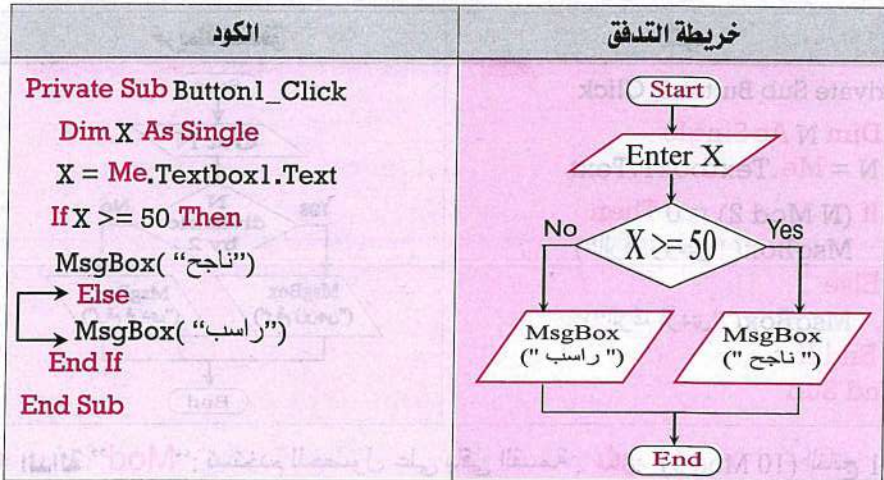 خريطة التدفق
الكود
Start
Enter X
X >= 50
No
Yes
MsgBox
(" راسب ")
MsgBox
(" ناجح ")
End
Private Sub Button1_Click
Dim X As Single
X = Me.Textbox1.Text
If X >= 50 Then
MsgBox( “ناجح”)
Else
MsgBox( “راسب”)
End If
End Sub